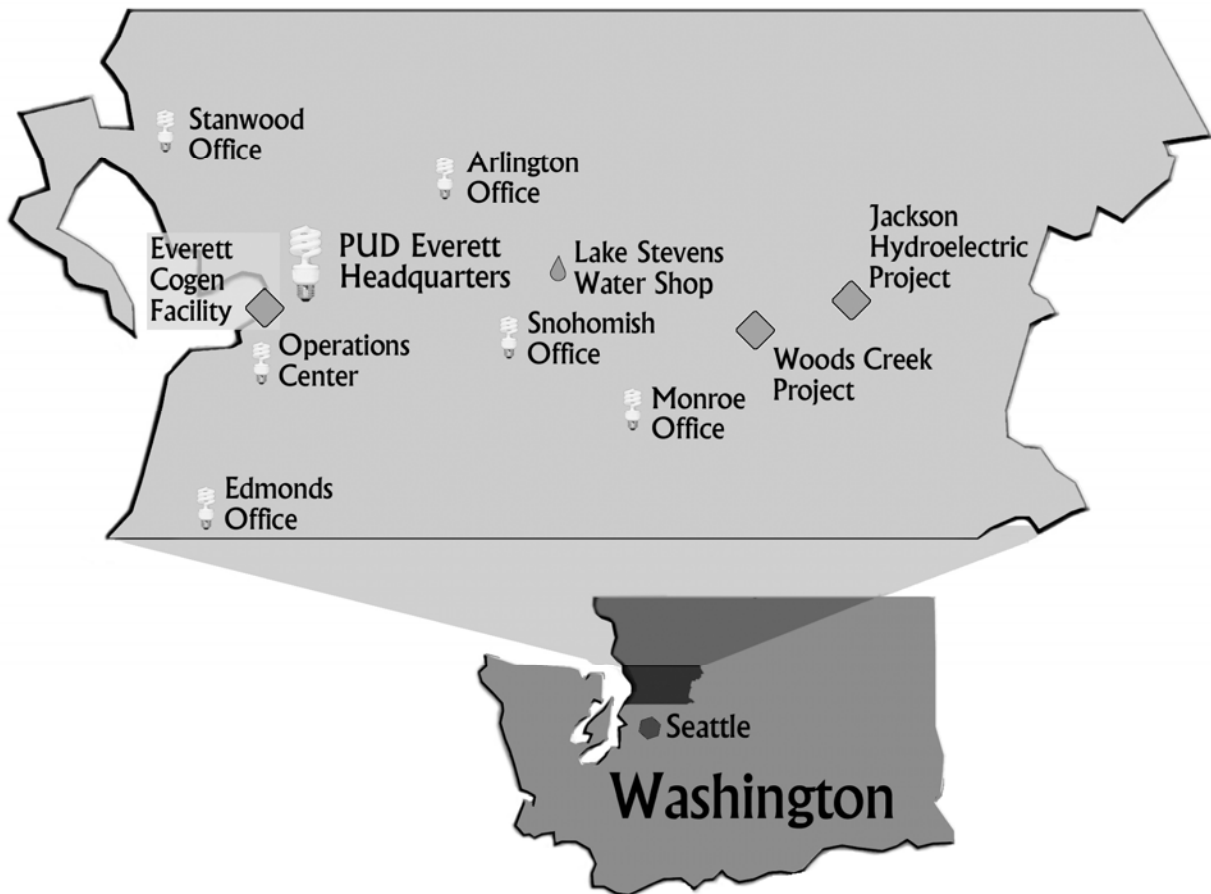 Stanwood
Office
Arlington
Office
Everett
Cogen
Facility
PUD Everett
Headquarters
Lake Stevens
Water Shop
Jackson
Hydroelectric
Project
Operations
Center
Snohomish
Office
Woods Creek
Project
Monroe
Office
Edmonds
Office
Seattle
Washington